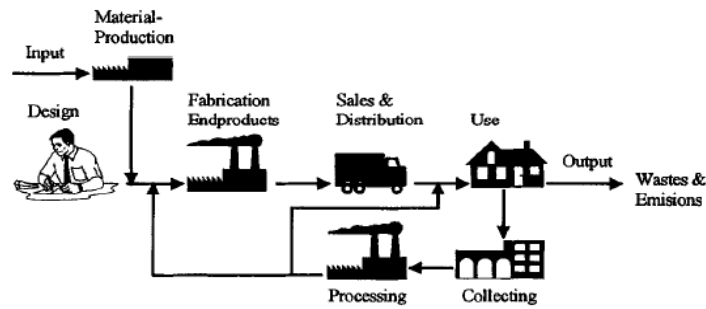 Material-
Production
Input
Design
Fabrication
Endproducts
Sales &
Distribution
Use
Output
Wastes &
Emisions
Processing
Collecting